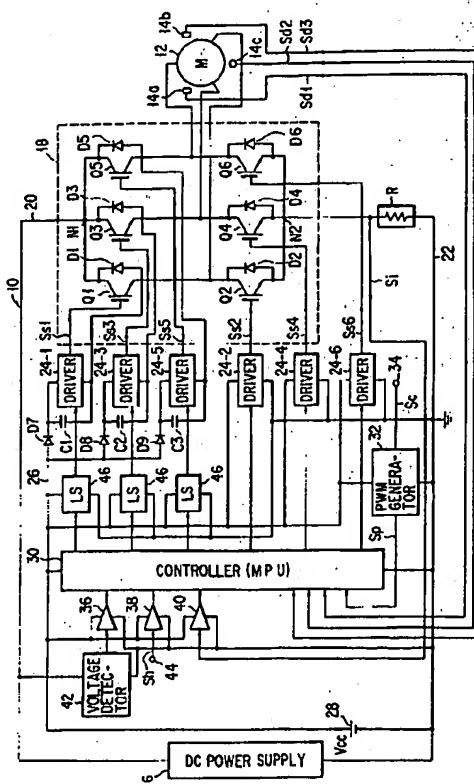 10
20
18
N1
D1
D3
D5
Q1
Q3
Q5
14b
12
M
14a
14c
Sd2
Sd3
Sd1
D2
D4
D6
Q2
Q4
Q6
N2
R
Si
22
Ss1
Ss3
Ss5
Ss2
Ss4
Ss6
D7
24-1
DRIVER
C1
D8
24-3
DRIVER
C2
D9
24-5
DRIVER
C3
24-2
DRIVER
24-4
DRIVER
24-6
DRIVER
34
Sc
32
PWM
GENERA-
TOR
Sp
26
LS
46
LS
46
LS
46
30
CONTROLLER (MPU)
36
38
40
42
VOLTAGE
DETEC-
TOR
Sh
44
28
Vcc
6
DC POWER SUPPLY